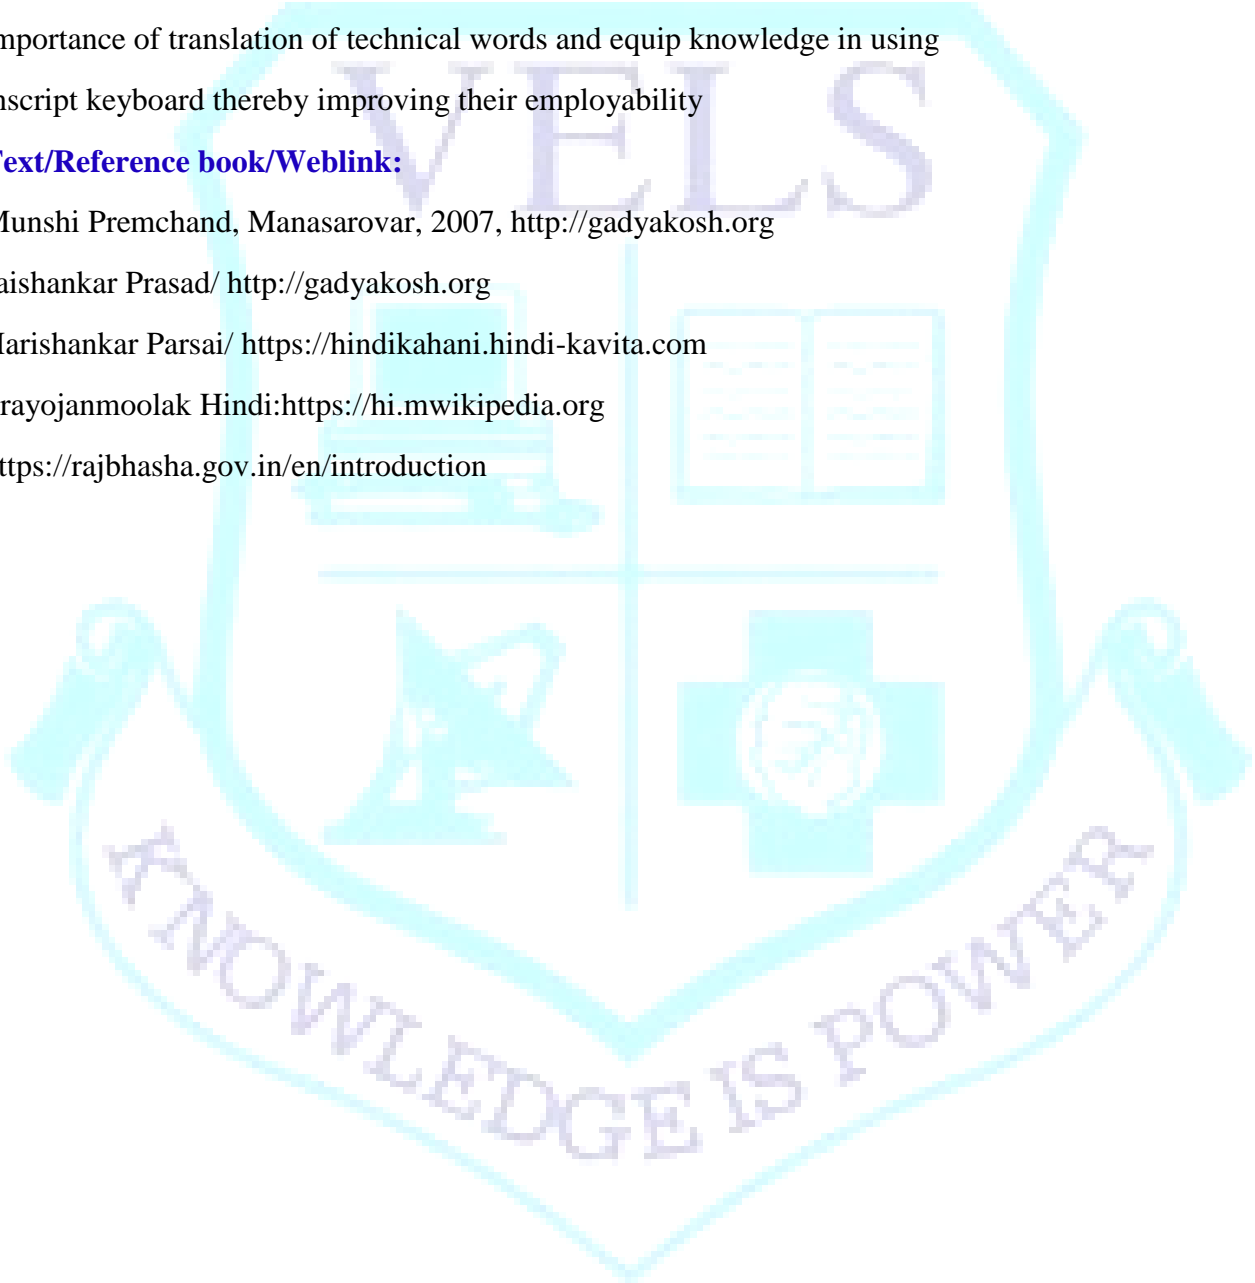 mportance of translation of technical words and equip knowledge in using
nscript keyboard thereby improving their employability
Text/Reference book/Weblink:
Munshi Premchand, Manasarovar, 2007, http://gadyakosh.org
aishankar Prasad/ http://gadyakosh.org
Harishankar Parsai/ https://hindikahani.hindi-kavita.com
rayojanmoolak Hindi:https://hi.mwikipedia.org
ttps://rajbhasha.gov.in/en/introduction
VELS
KNOWLEDGE IS POWER